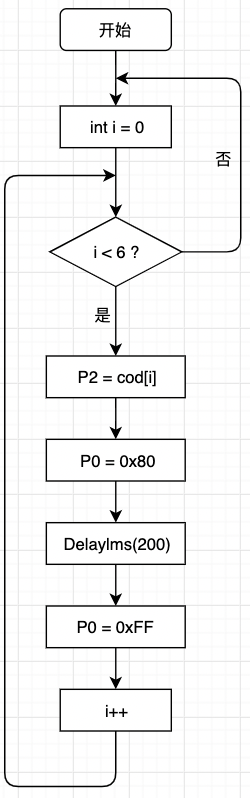 开始
int i = 0
否
i < 6 ?
是
P2 = cod[i]
P0 = 0x80
Delaylms(200)
P0 = 0xFF
i++